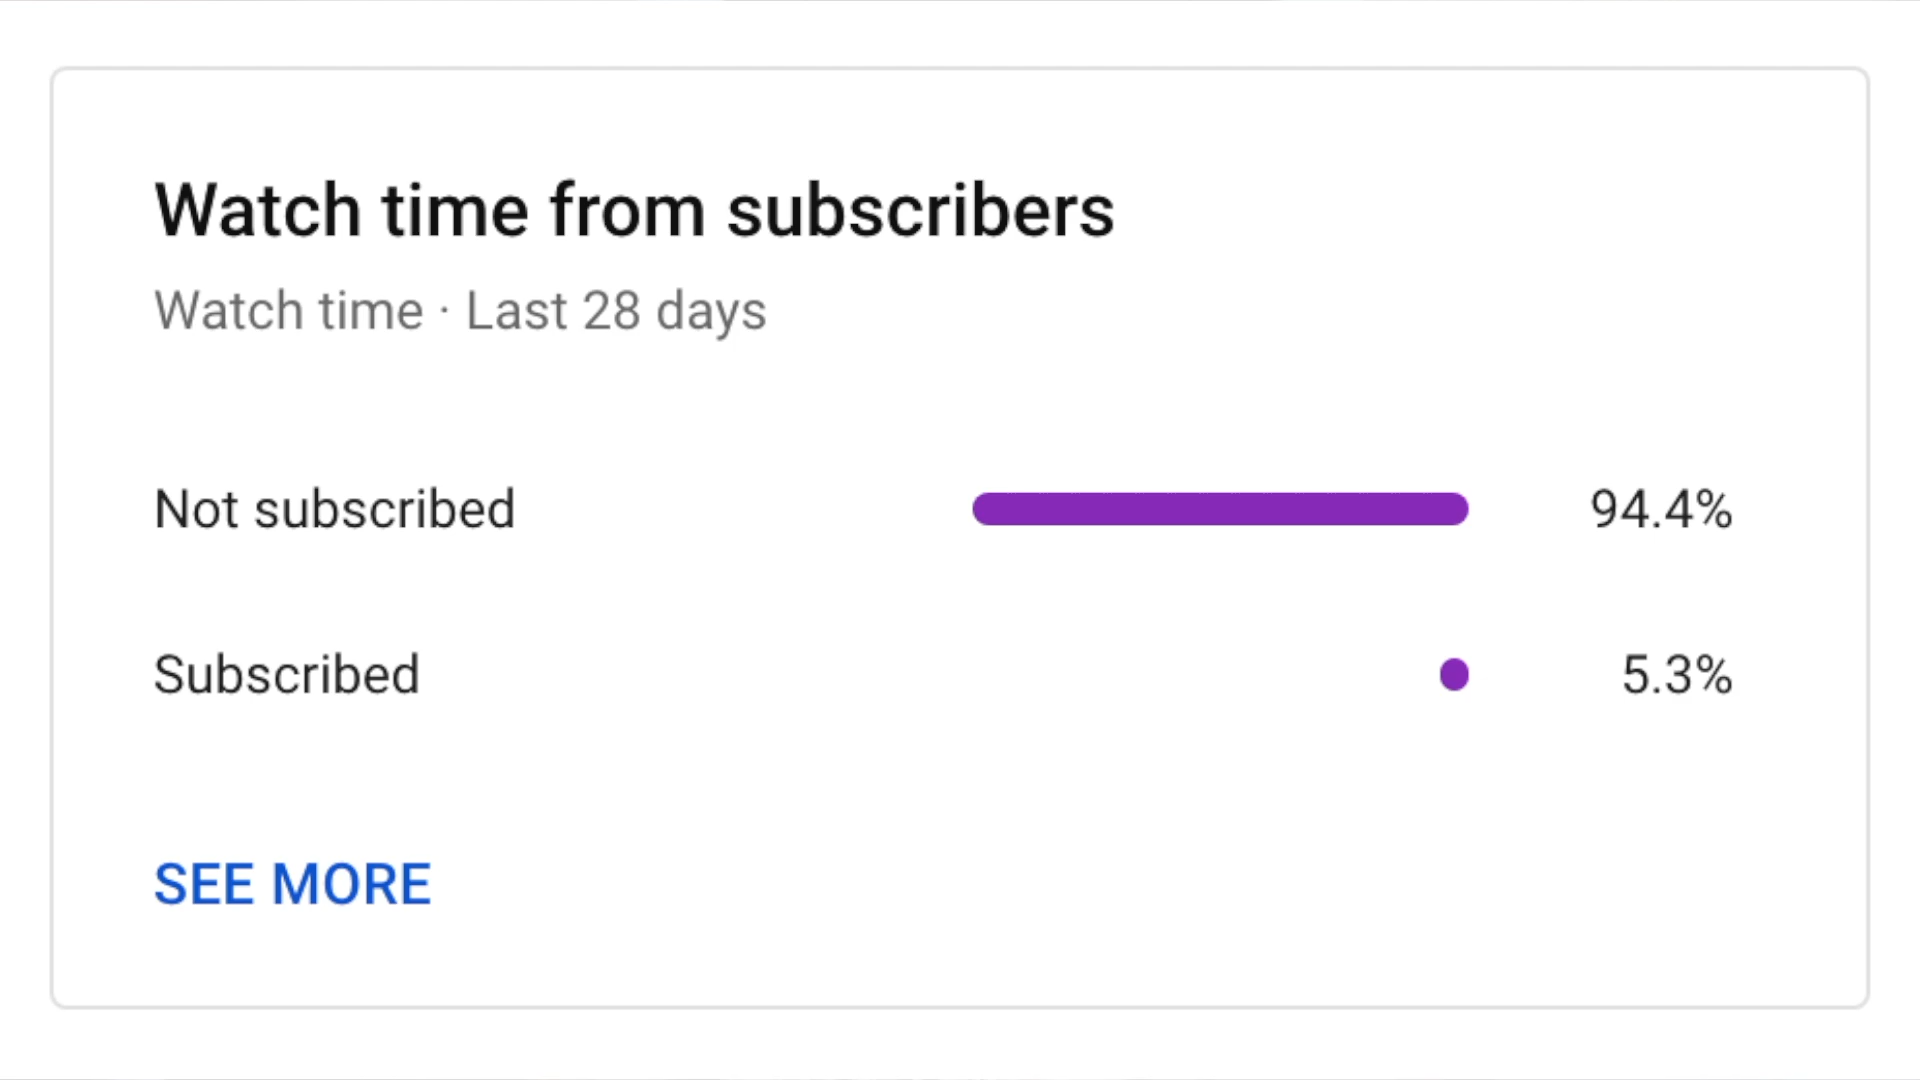 Watch time from subscribers
Watch time · Last 28 days
Not subscribed 94.4%
Subscribed 5.3%
SEE MORE